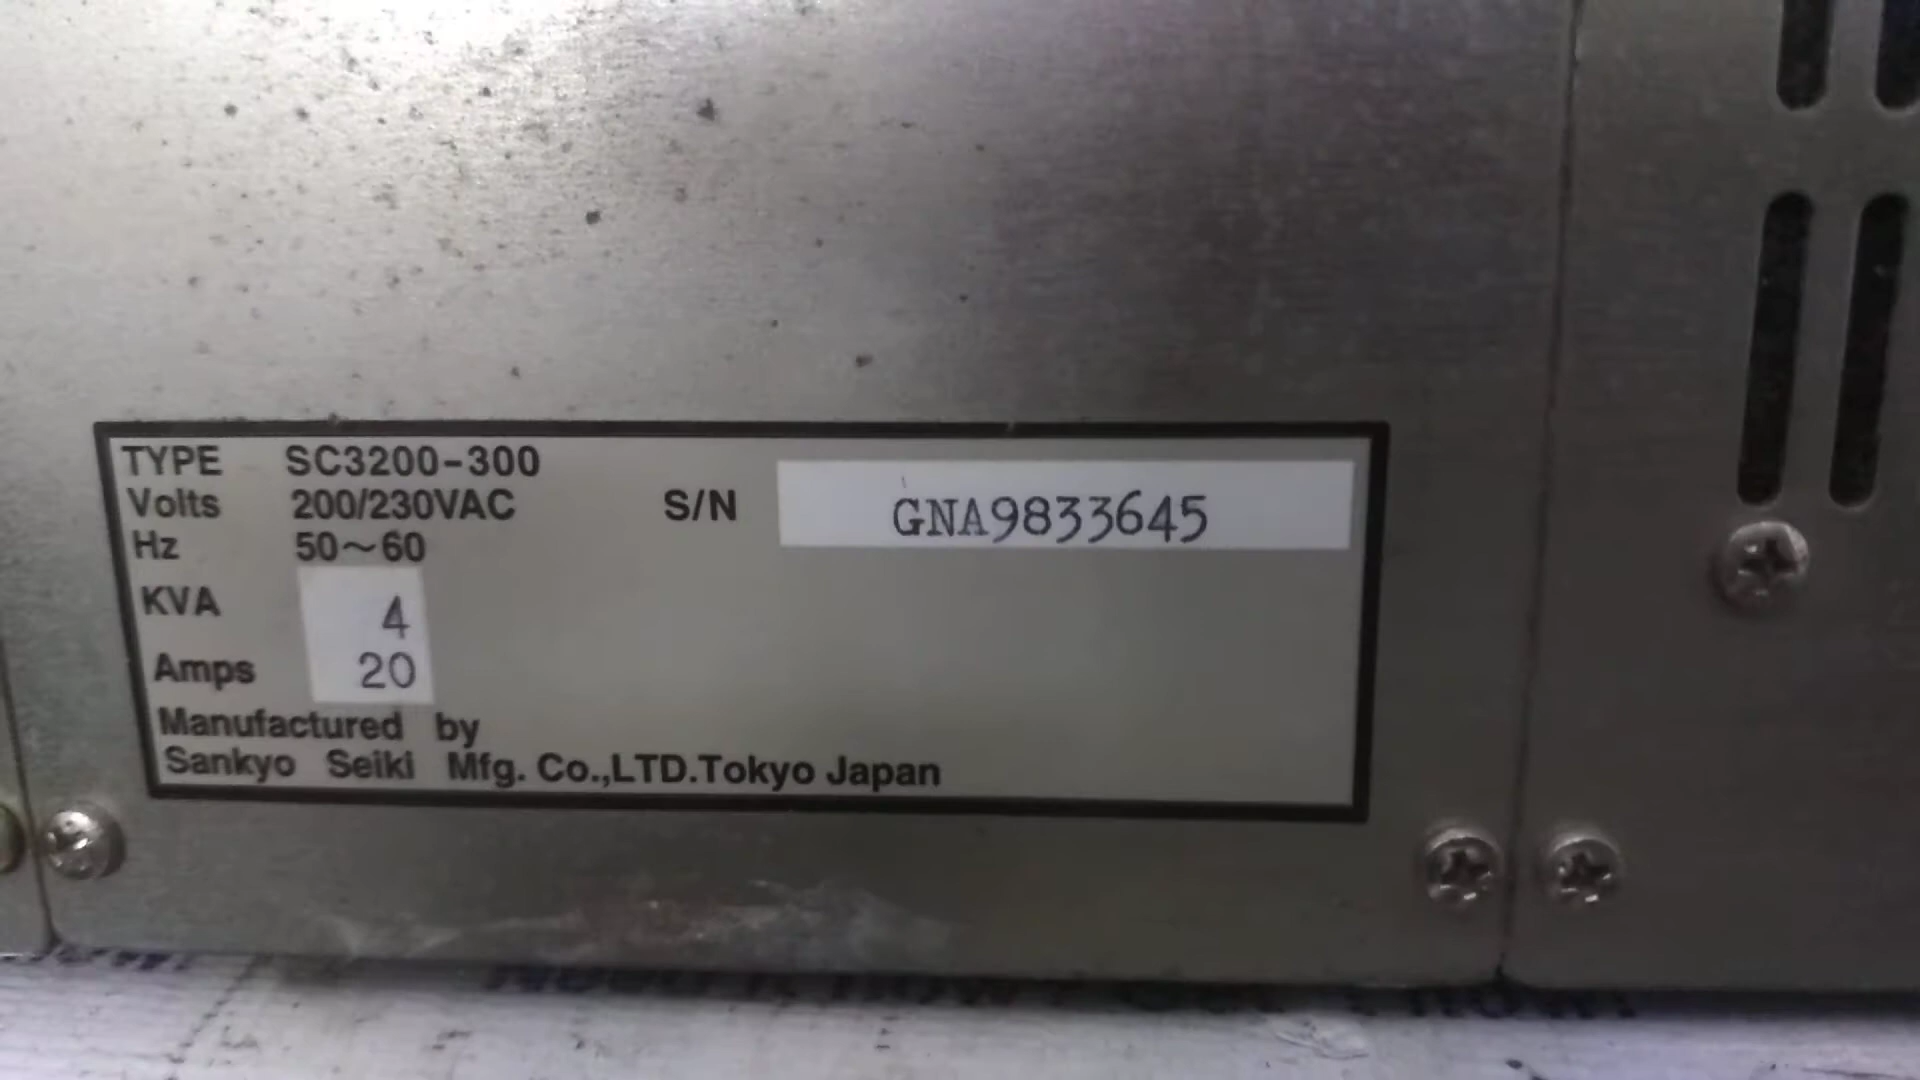 TYPE SC3200-300
Volts 200/230VAC S/N GNA9833645
Hz 50~60
KVA 4
Amps 20
Manufactured by
Sankyo Seiki Mfg. Co.,LTD.Tokyo Japan